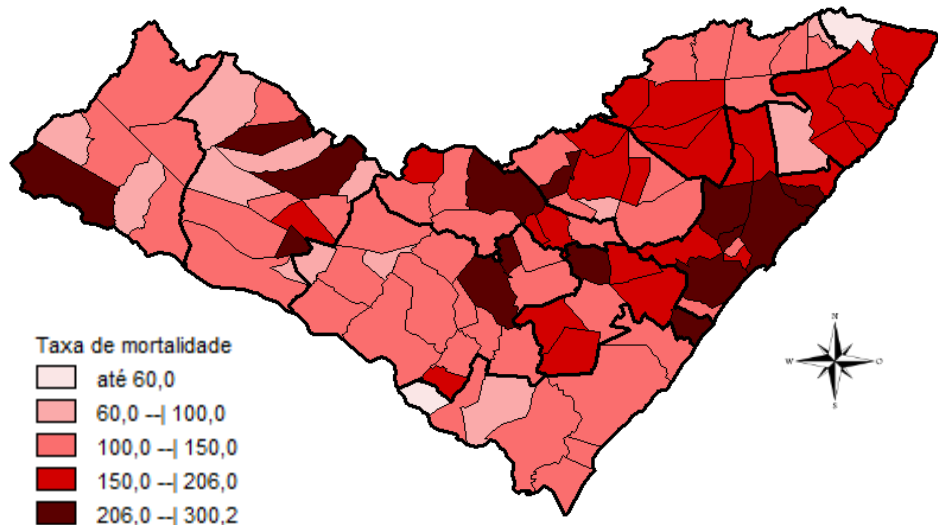 Taxa de mortalidade
até 60,0
60,0 --| 100,0
100,0 --| 150,0
150,0 --| 206,0
206,0 --| 300,2
N
W O
S